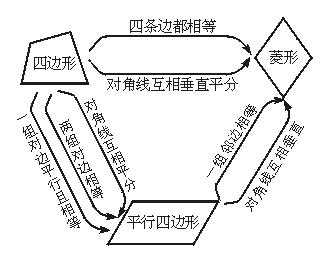 四条边都相等
四边形
菱形
对角线互相垂直平分
一组对边平行且相等
两组对边相等
对角线互相平分
一组邻边相等
对角线互相垂直
平行四边形